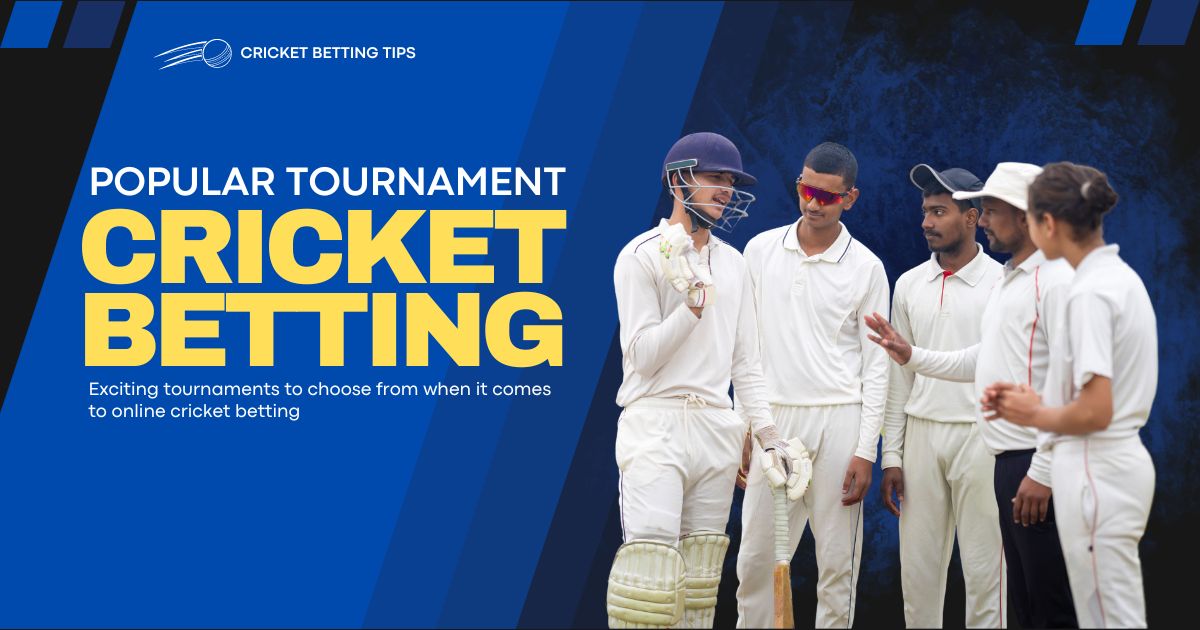 CRICKET BETTING TIPS
POPULAR TOURNAMENT
CRICKET
BETTING
Exciting tournaments to choose from when it comes
to online cricket betting